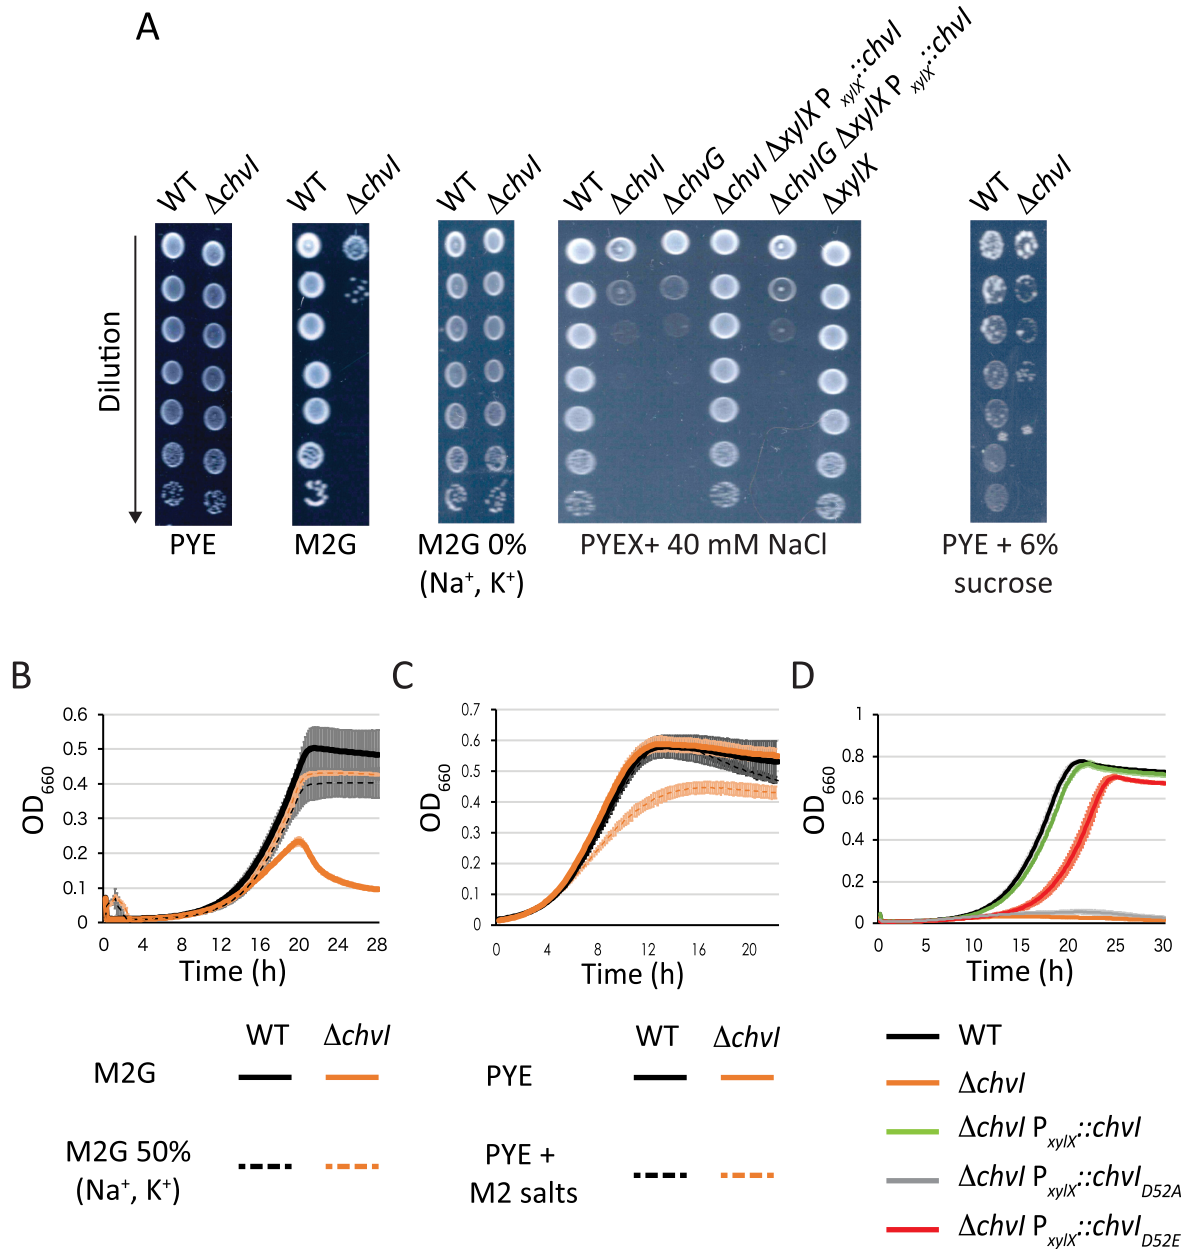 A
WT
ΔchvI
WT
ΔchvI
WT
ΔchvI
WT
ΔchvI
ΔchvG
ΔchvI ΔxylX PxylX::chvI
ΔchvIG ΔxylX PxylX::chvI
ΔxylX
WT
ΔchvI
Dilution
PYE
M2G
M2G 0%
(Na+, K+)
PYEX+ 40 mM NaCl
PYE + 6%
sucrose
B
OD660
0.6
0.5
0.4
0.3
0.2
0.1
0
0 4 8 12 16 20 24 28
Time (h)
C
OD660
0.7
0.6
0.5
0.4
0.3
0.2
0.1
0
0 4 8 12 16 20
Time (h)
D
OD660
1
0.8
0.6
0.4
0.2
0
0 5 10 15 20 25 30
Time (h)
WT ΔchvI
M2G
M2G 50%
(Na+, K+)
WT ΔchvI
PYE
PYE +
M2 salts
WT
ΔchvI
ΔchvI PxylX::chvI
ΔchvI PxylX::chvID52A
ΔchvI PxylX::chvID52E